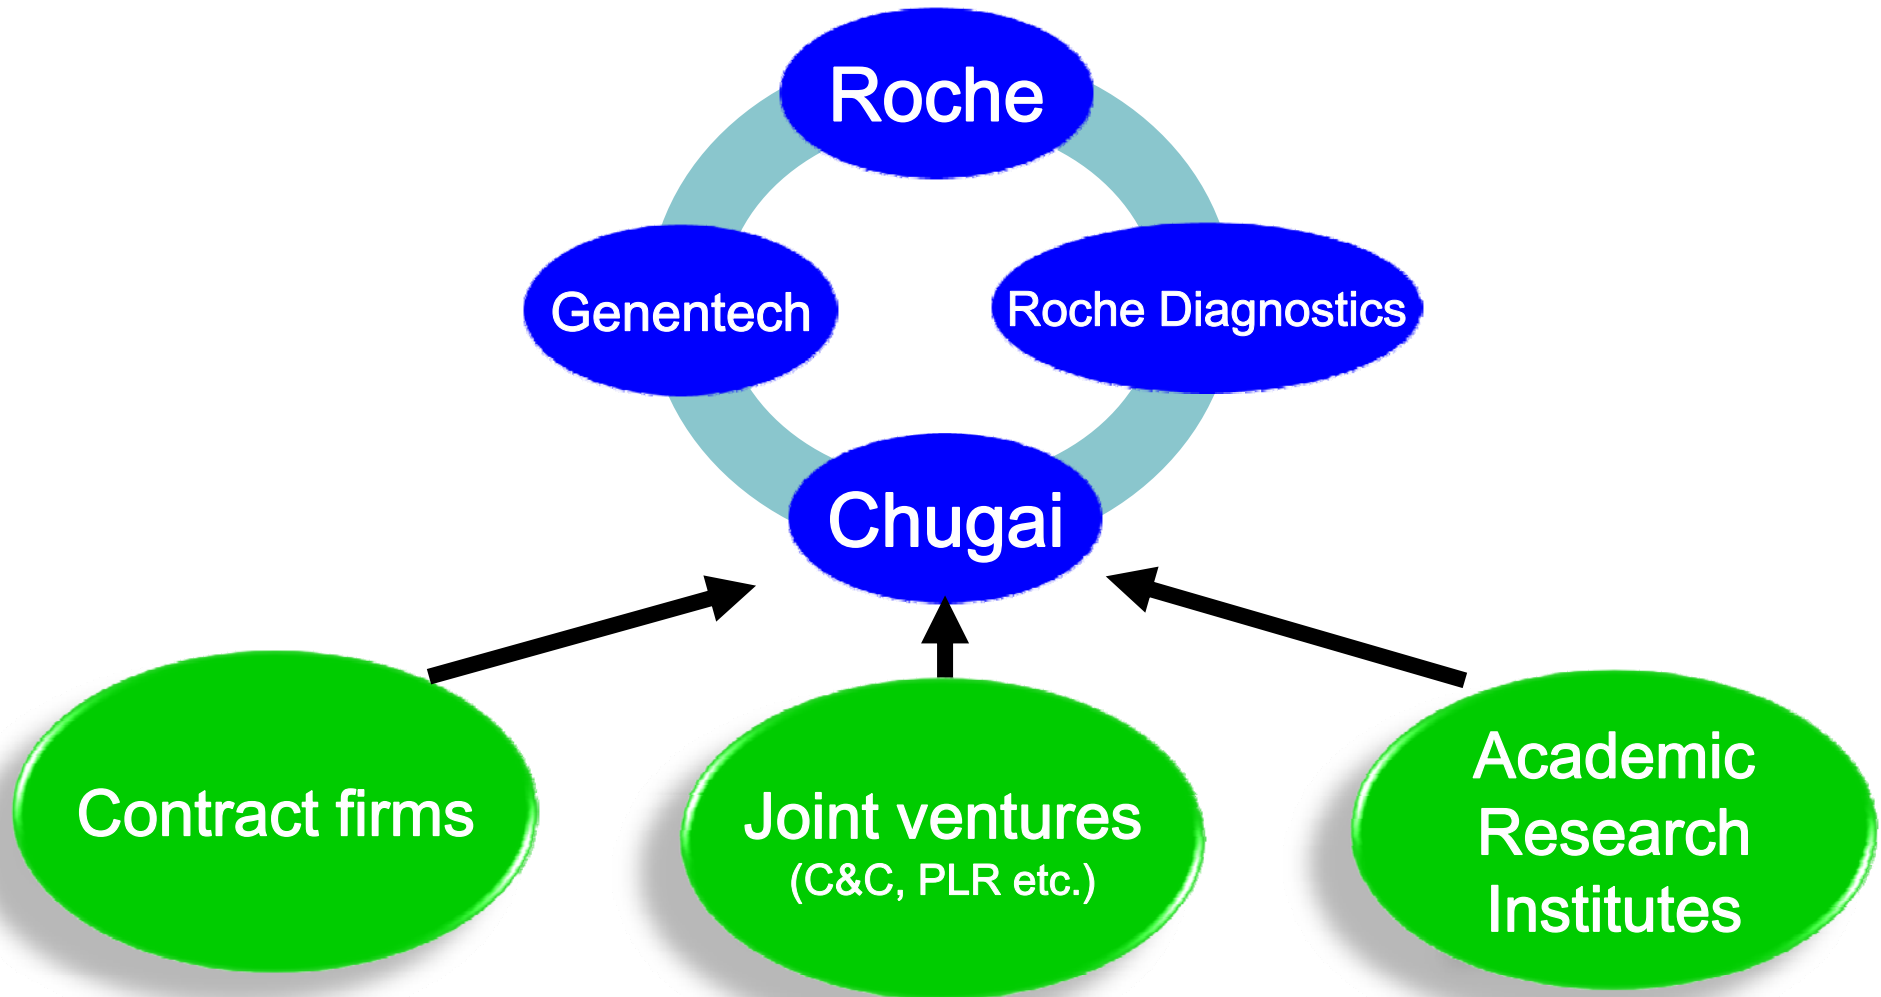 Roche
Genentech
Roche Diagnostics
Chugai
Contract firms
Joint ventures
(C&C, PLR etc.)
Academic
Research
Institutes